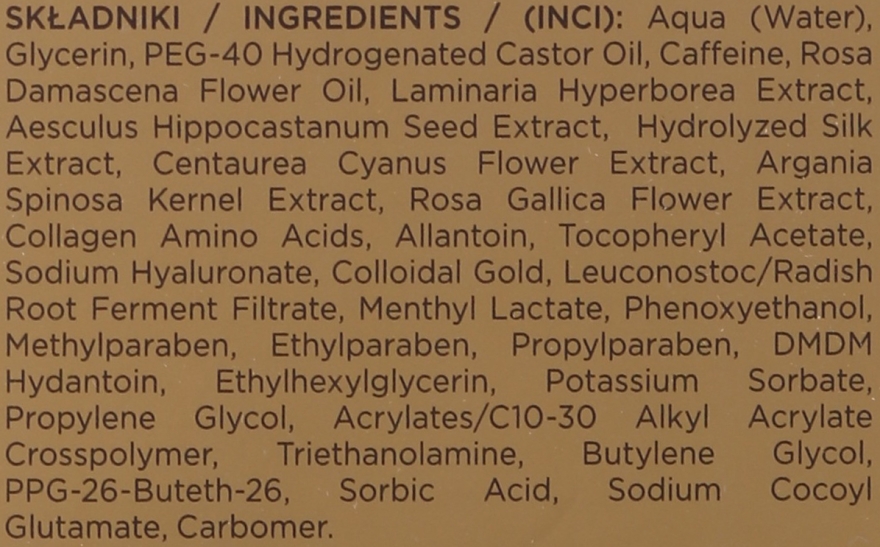 SKŁADNIKI / INGREDIENTS / (INCI): Aqua (Water),
Glycerin, PEG-40 Hydrogenated Castor Oil, Caffeine, Rosa
Damascena Flower Oil, Laminaria Hyperborea Extract,
Aesculus Hippocastanum Seed Extract, Hydrolyzed Silk
Extract, Centaurea Cyanus Flower Extract, Argania
Spinosa Kernel Extract, Rosa Gallica Flower Extract,
Collagen Amino Acids, Allantoin, Tocopheryl Acetate,
Sodium Hyaluronate, Colloidal Gold, Leuconostoc/Radish
Root Ferment Filtrate, Menthyl Lactate, Phenoxyethanol,
Methylparaben, Ethylparaben, Propylparaben, DMDM
Hydantoin, Ethylhexylglycerin, Potassium Sorbate,
Propylene Glycol, Acrylates/C10-30 Alkyl Acrylate
Crosspolymer, Triethanolamine, Butylene Glycol,
PPG-26-Buteth-26, Sorbic Acid, Sodium Cocoyl
Glutamate, Carbomer.